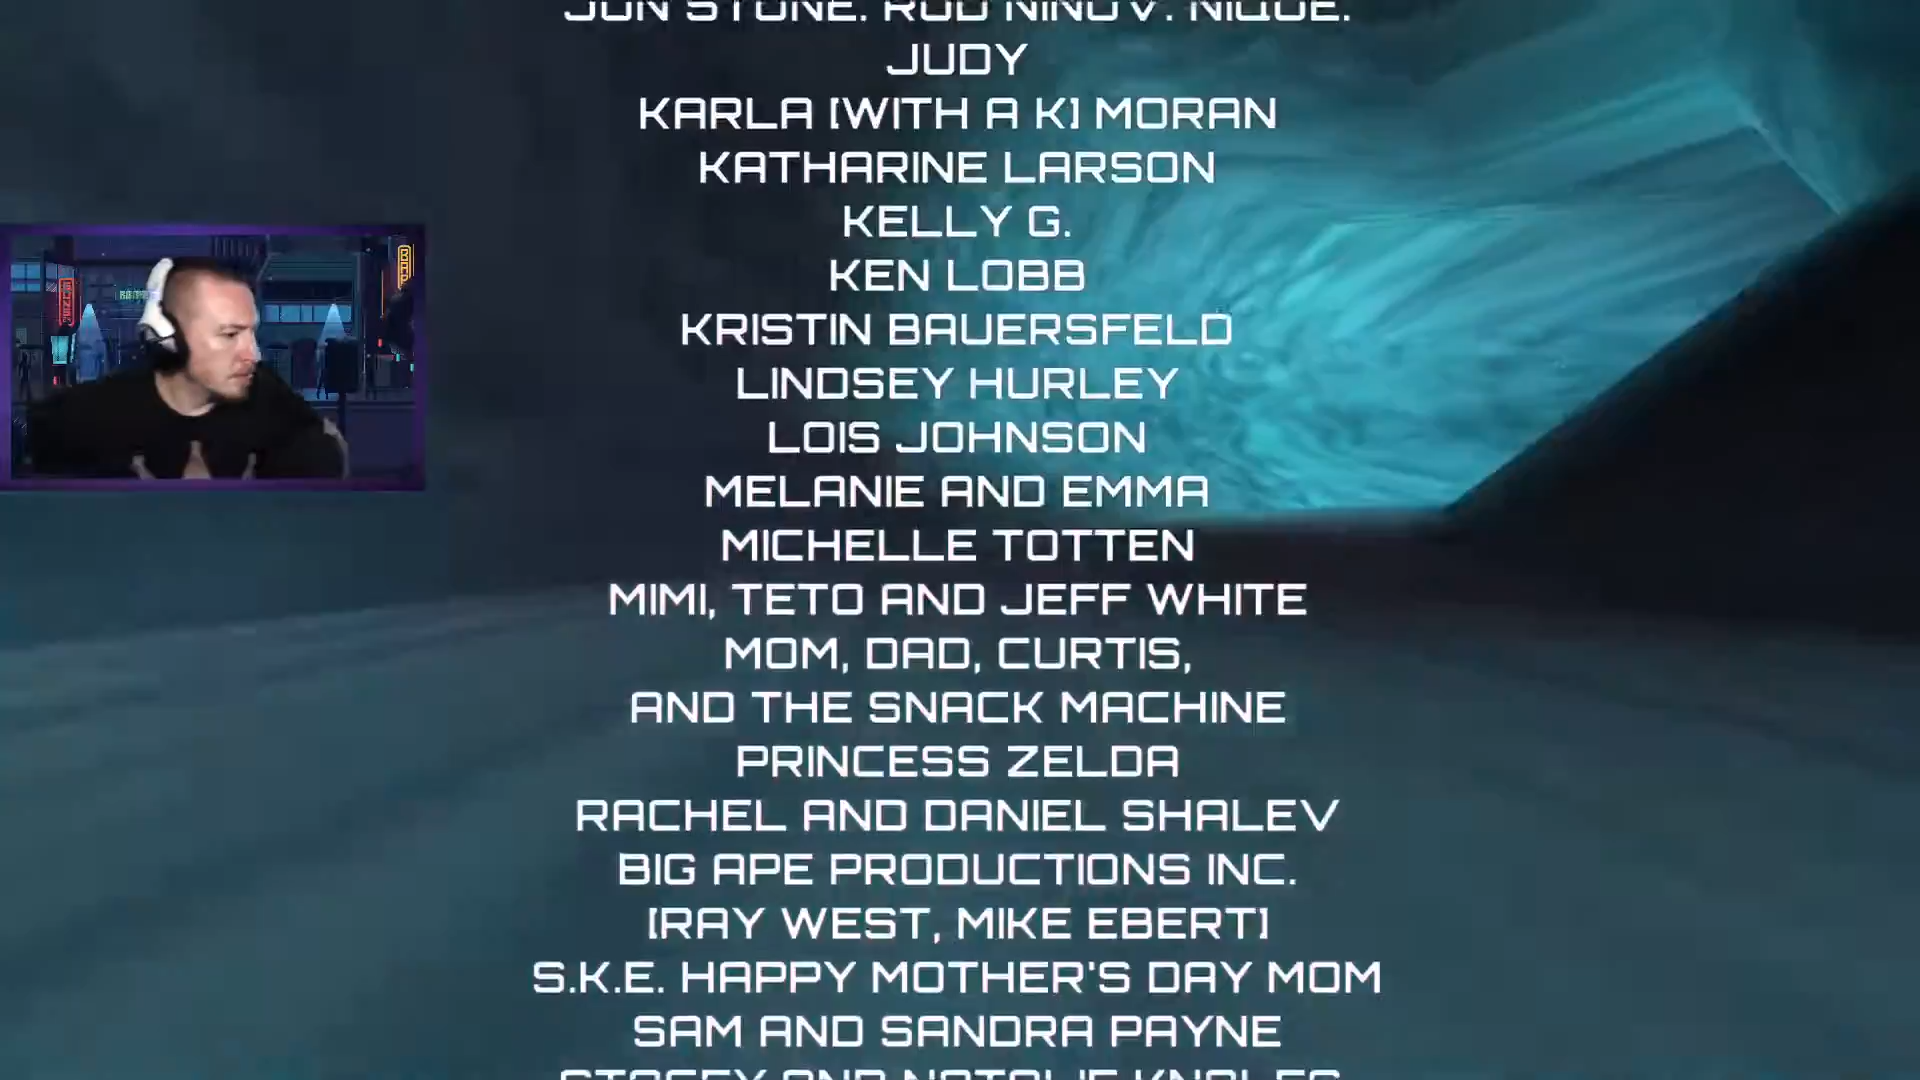 JUDY
KARLA [WITH A K] MORAN
KATHARINE LARSON
KELLY G.
KEN LOBB
KRISTIN BAUERSFELD
LINDSEY HURLEY
LOIS JOHNSON
MELANIE AND EMMA
MICHELLE TOTTEN
MIMI, TETO AND JEFF WHITE
MOM, DAD, CURTIS,
AND THE SNACK MACHINE
PRINCESS ZELDA
RACHEL AND DANIEL SHALEV
BIG APE PRODUCTIONS INC.
[RAY WEST, MIKE EBERT]
S.K.E. HAPPY MOTHER'S DAY MOM
SAM AND SANDRA PAYNE